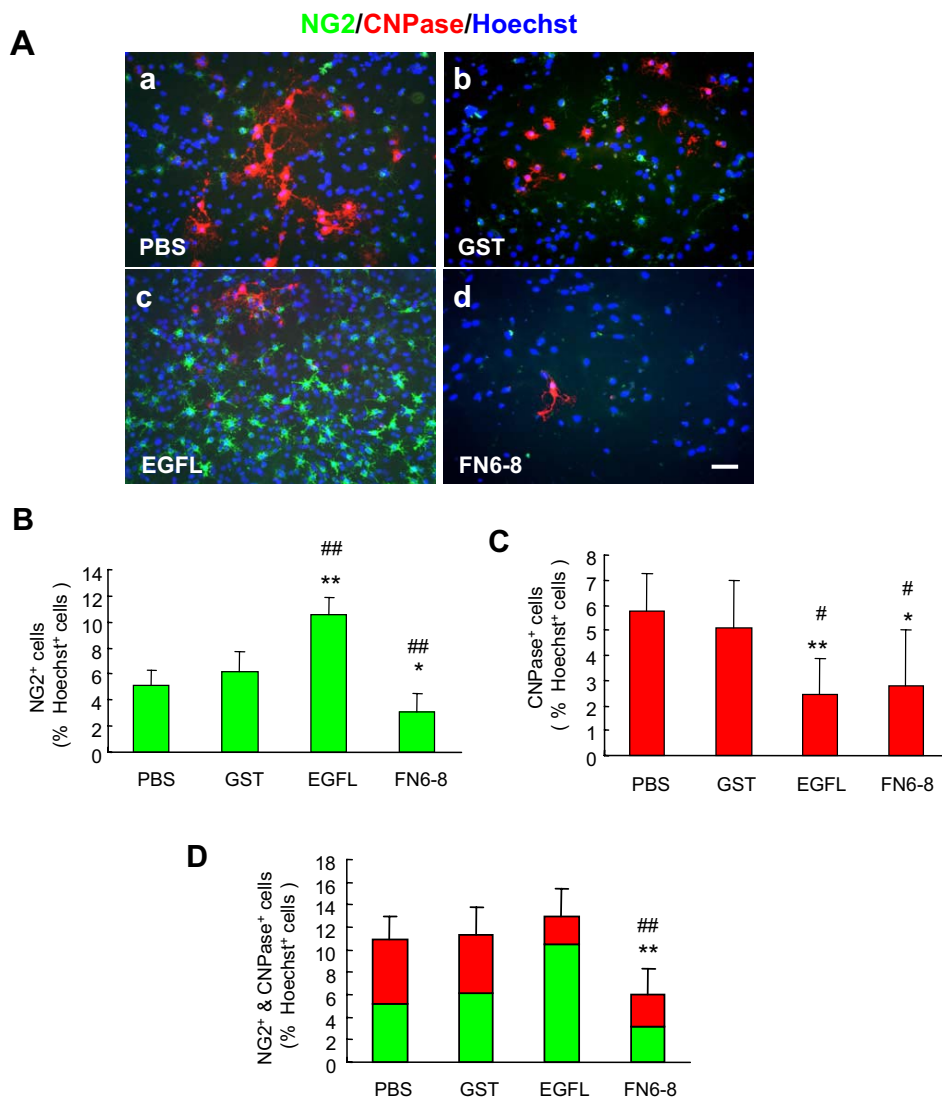 NG2/CNPase/Hoechst
A
a
PBS
b
GST
c
EGFL
d
FN6-8
B
NG2⁺ cells
(% Hoechst⁺ cells)
14
12
10
8
6
4
2
0
##
**
##
*
PBS GST EGFL FN6-8
C
CNPase⁺ cells
( % Hoechst⁺ cells )
8
7
6
5
4
3
2
1
0
#
**
#
*
PBS GST EGFL FN6-8
D
NG2⁺ & CNPase⁺ cells
(% Hoechst⁺ cells )
18
16
14
12
10
8
6
4
2
0
##
**
PBS GST EGFL FN6-8